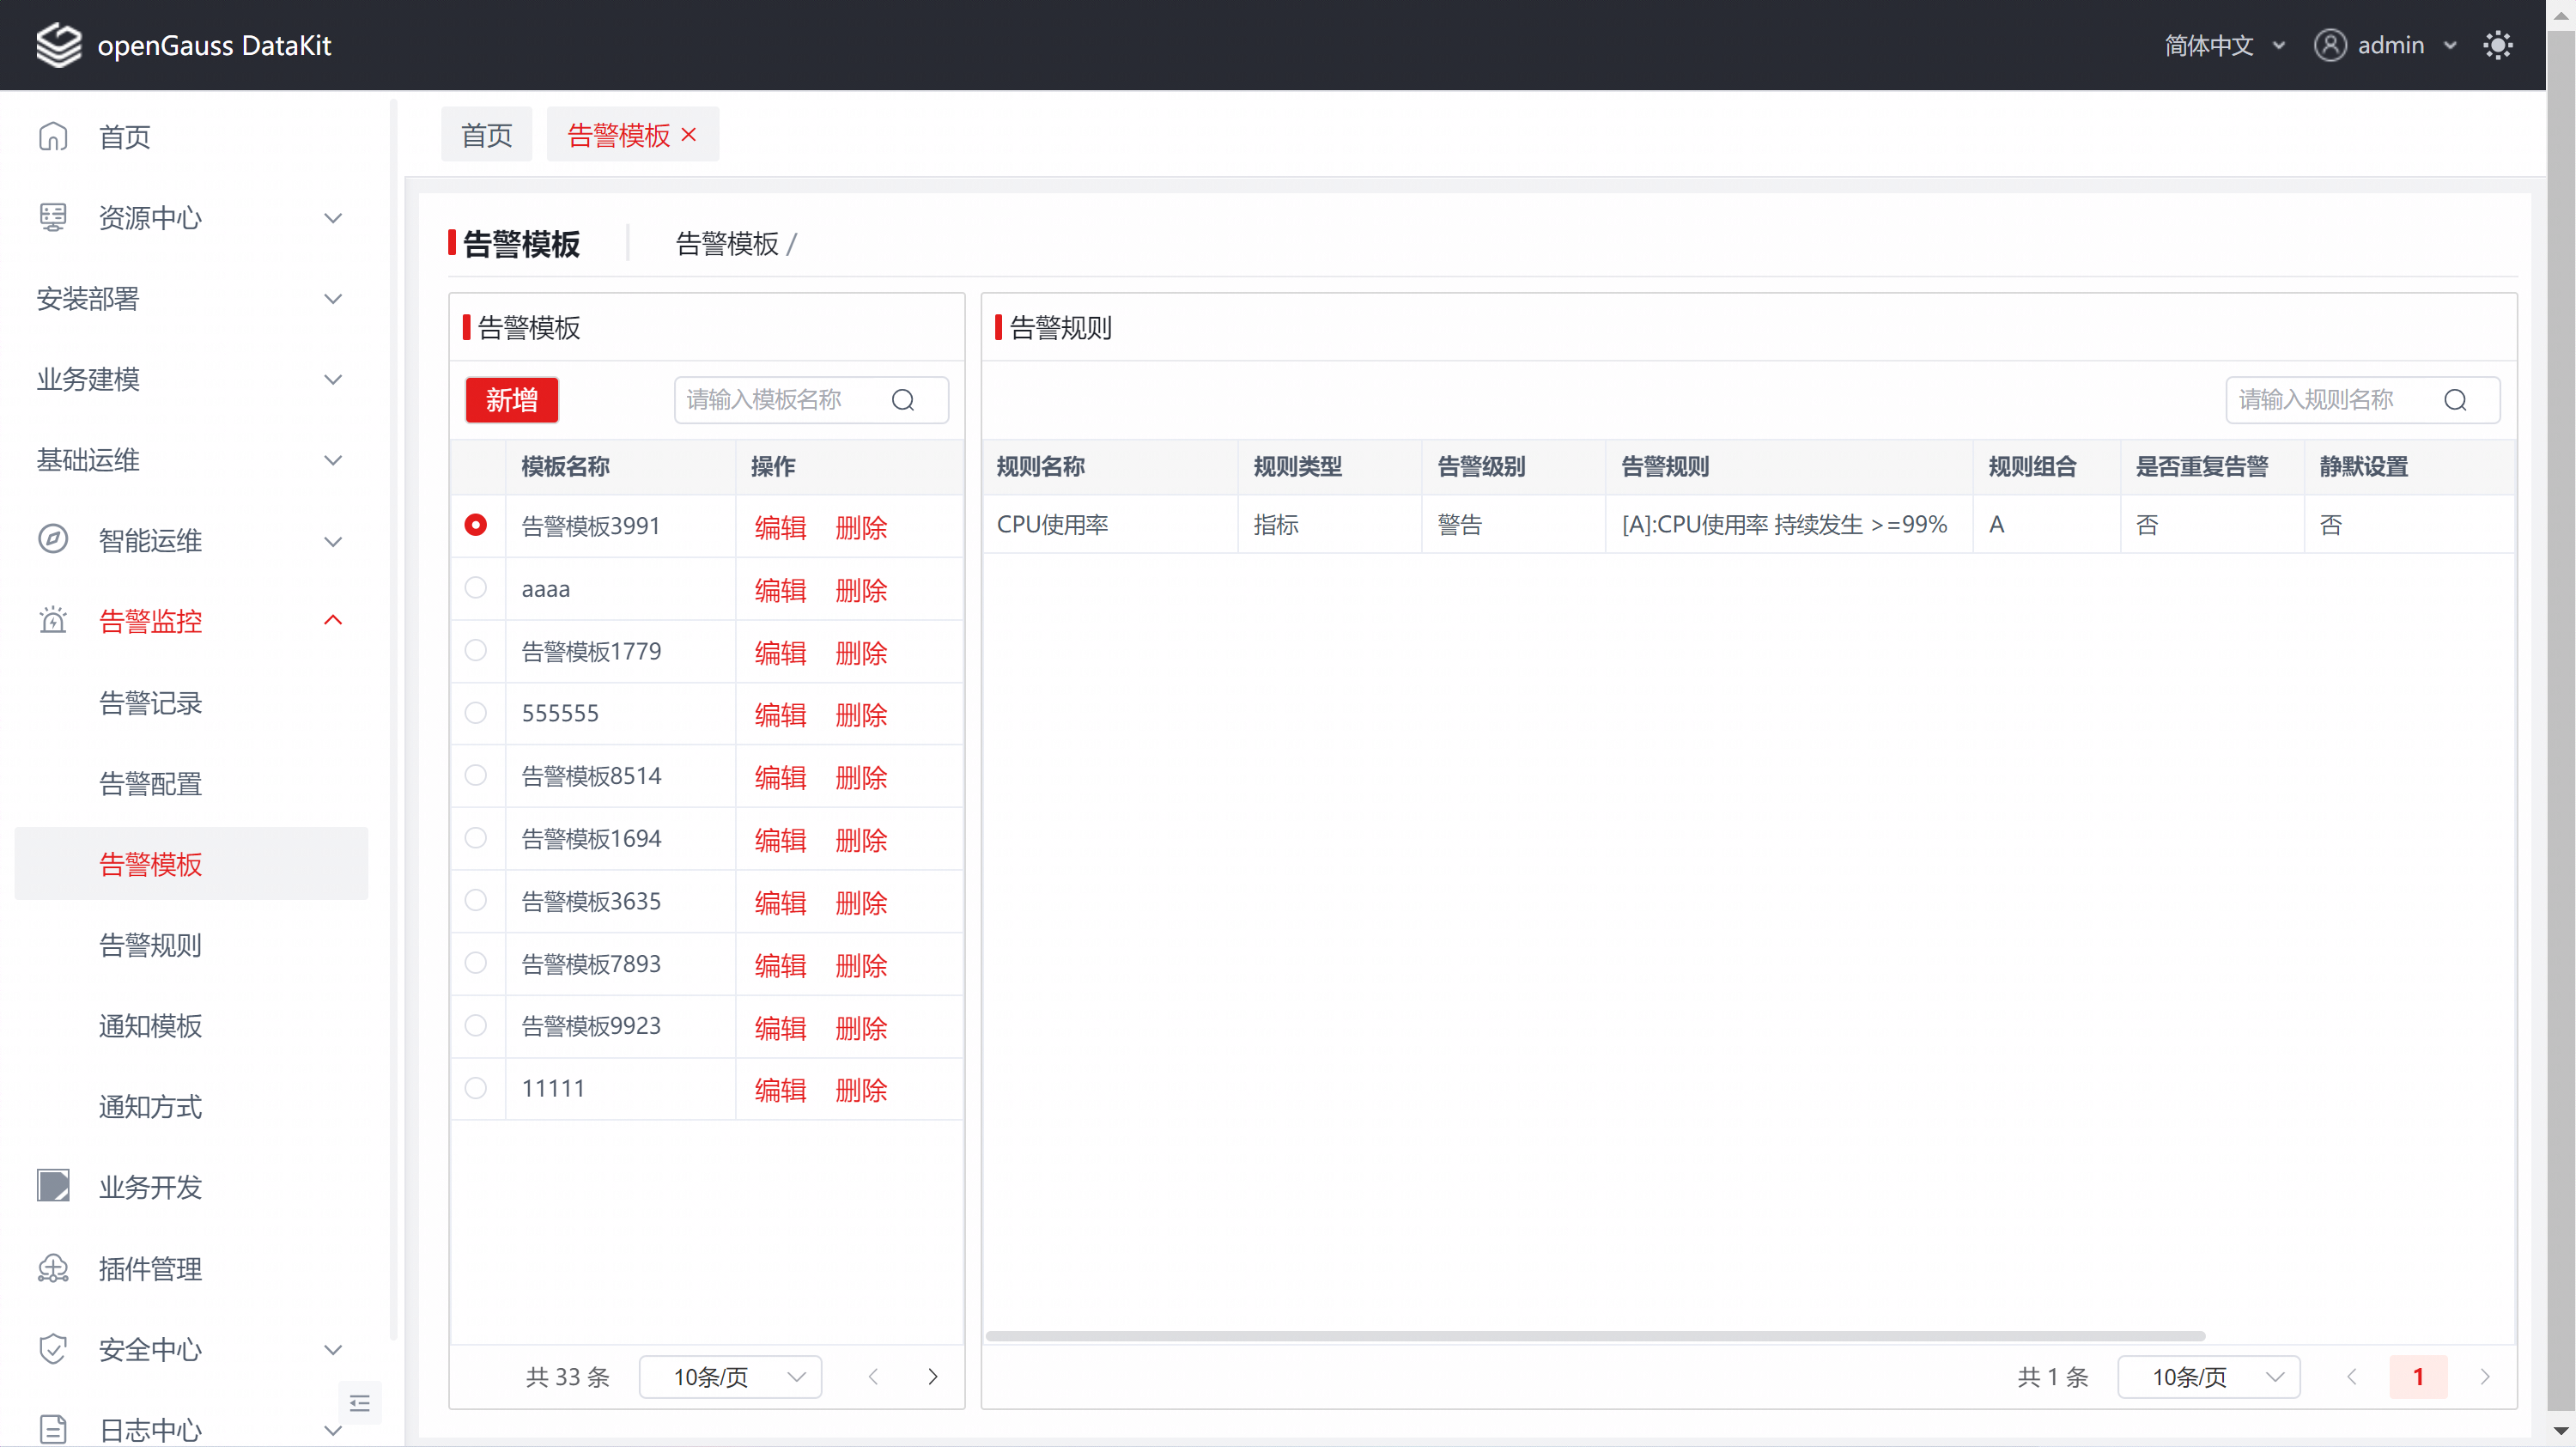 openGauss DataKit
简体中文
admin
首页
资源中心
安装部署
业务建模
基础运维
智能运维
告警监控
告警记录
告警配置
告警模板
告警规则
通知模板
通知方式
业务开发
插件管理
安全中心
日志中心
首页 告警模板
告警模板 告警模板 /
告警模板
新增 请输入模板名称
模板名称 操作
告警模板3991 编辑 删除
aaaa 编辑 删除
告警模板1779 编辑 删除
555555 编辑 删除
告警模板8514 编辑 删除
告警模板1694 编辑 删除
告警模板3635 编辑 删除
告警模板7893 编辑 删除
告警模板9923 编辑 删除
11111 编辑 删除
共 33 条 10条/页
告警规则
请输入规则名称
规则名称 规则类型 告警级别 告警规则 规则组合 是否重复告警 静默设置
CPU使用率 指标 警告 [A]:CPU使用率 持续发生 >=99% A 否 否
共 1 条 10条/页 1